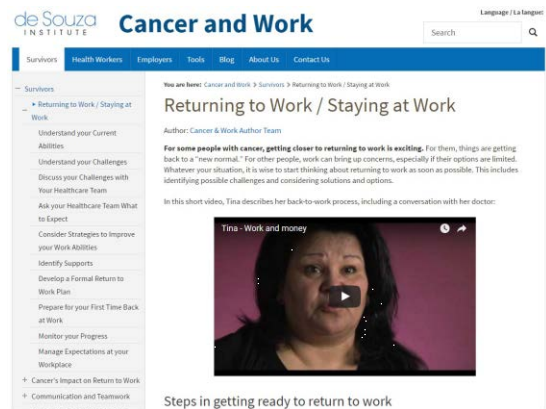 Language / La langue:
de Souza
INSTITUTE
Cancer and Work
Search
Survivors
Health Workers
Employers
Tools
Blog
About Us
Contact Us
Survivors
Returning to Work / Staying at
Work
Understand your Current
Abilities
Understand your Challenges
Discuss your Challenges with
Your Healthcare Team
Ask your Healthcare Team What
to Expect
Consider Strategies to Improve
your Work Abilities
Identify Supports
Develop a Formal Return to
Work Plan
Prepare for your First Time Back
at Work
Monitor your Progress
Manage Expectations at your
Workplace
Cancer's Impact on Return to Work
Communication and Teamwork
You are here: Cancer and Work > Survivors > Returning to Work / Staying at Work
Returning to Work / Staying at Work
Author: Cancer & Work Author Team
For some people with cancer, getting closer to returning to work is exciting. For them, things are getting
back to a "new normal." For other people, work can bring up concerns, especially if their options are limited.
Whatever your situation, it is wise to start thinking about returning to work as soon as possible. This includes
identifying possible challenges and considering solutions and options.
In this short video, Tina describes her back-to-work process, including a conversation with her doctor:
Tina - Work and money
Steps in getting ready to return to work